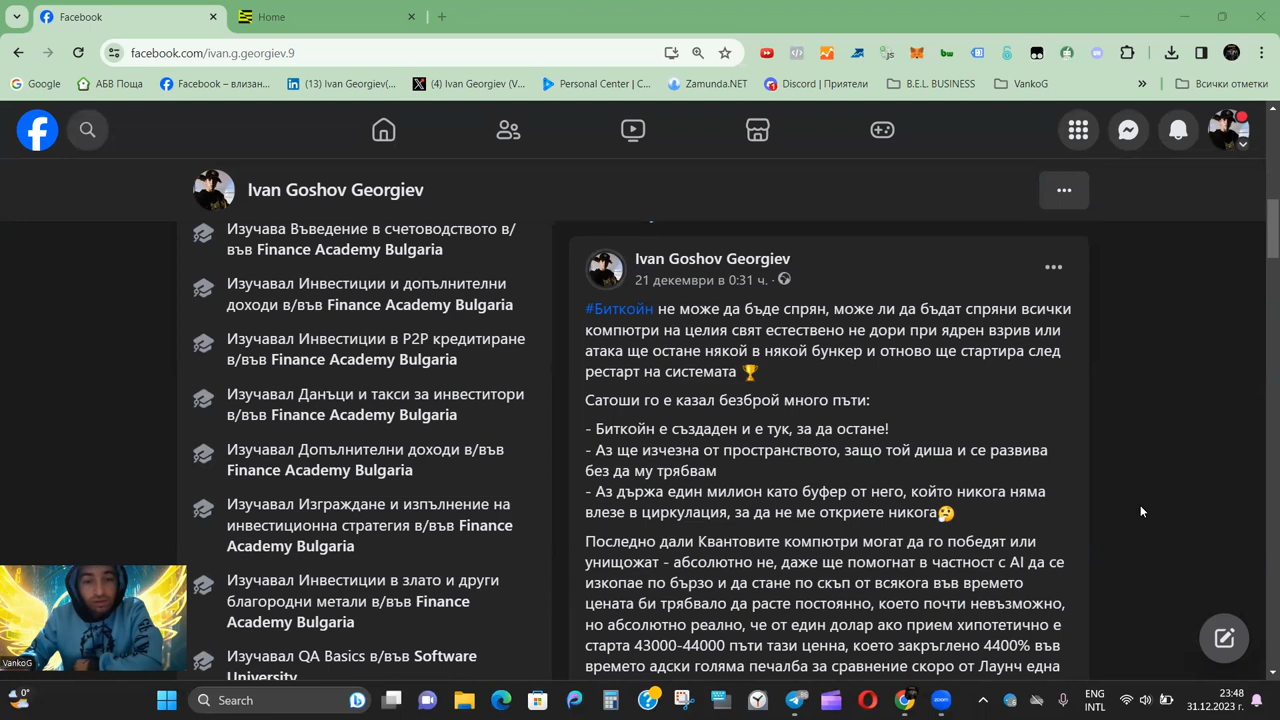 Facebook
Home
facebook.com/ivan.g.georgiev.9
Google
АБВ Поща
Facebook – влизан...
(13) Ivan Georgiev(...
(4) Ivan Georgiev (V...
Personal Center | C...
Zamunda.NET
Discord | Приятели
B.E.L. BUSINESS
VankoG
Всички отметки
Ivan Goshov Georgiev
Изучава Въведение в счетоводството в/
във Finance Academy Bulgaria
Изучавал Инвестиции и допълнителни
доходи в/във Finance Academy Bulgaria
Изучавал Инвестиции в P2P кредитиране
в/във Finance Academy Bulgaria
Изучавал Данъци и такси за инвеститори
в/във Finance Academy Bulgaria
Изучавал Допълнителни доходи в/във
Finance Academy Bulgaria
Изучавал Изграждане и изпълнение на
инвестиционна стратегия в/във Finance
Academy Bulgaria
Изучавал Инвестиции в злато и други
благородни метали в/във Finance
Academy Bulgaria
Изучавал QA Basics в/във Software
University
Ivan Goshov Georgiev
21 декември в 0:31 ч. ·
#Биткойн не може да бъде спрян, може ли да бъдат спряни всички
компютри на целия свят естествено не дори при ядрен взрив или
атака ще остане някой в някой бункер и отново ще стартира след
рестарт на системата 🏆
Сатоши го е казал безброй много пъти:
- Биткойн е създаден и е тук, за да остане!
- Аз ще изчезна от пространството, защо той диша и се развива
без да му трябвам
- Аз държа един милион като буфер от него, който никога няма
влезе в циркулация, за да не ме откриете никога🤔
Последно дали Квантовите компютри могат да го победят или
унищожат - абсолютно не, даже ще помогнат в частност с AI да се
изкопае по бързо и да стане по скъп от всякога във времето
цената би трябвало да расте постоянно, което почти невъзможно,
но абсолютно реално, че от един долар ако прием хипотетично е
старта 43000-44000 пъти тази ценна, което закръглено 4400% във
времето адски голяма печалба за сравнение скоро от Лаунч една
VankoG
0°
Search
ENG
INTL
23:48
31.12.2023 г.